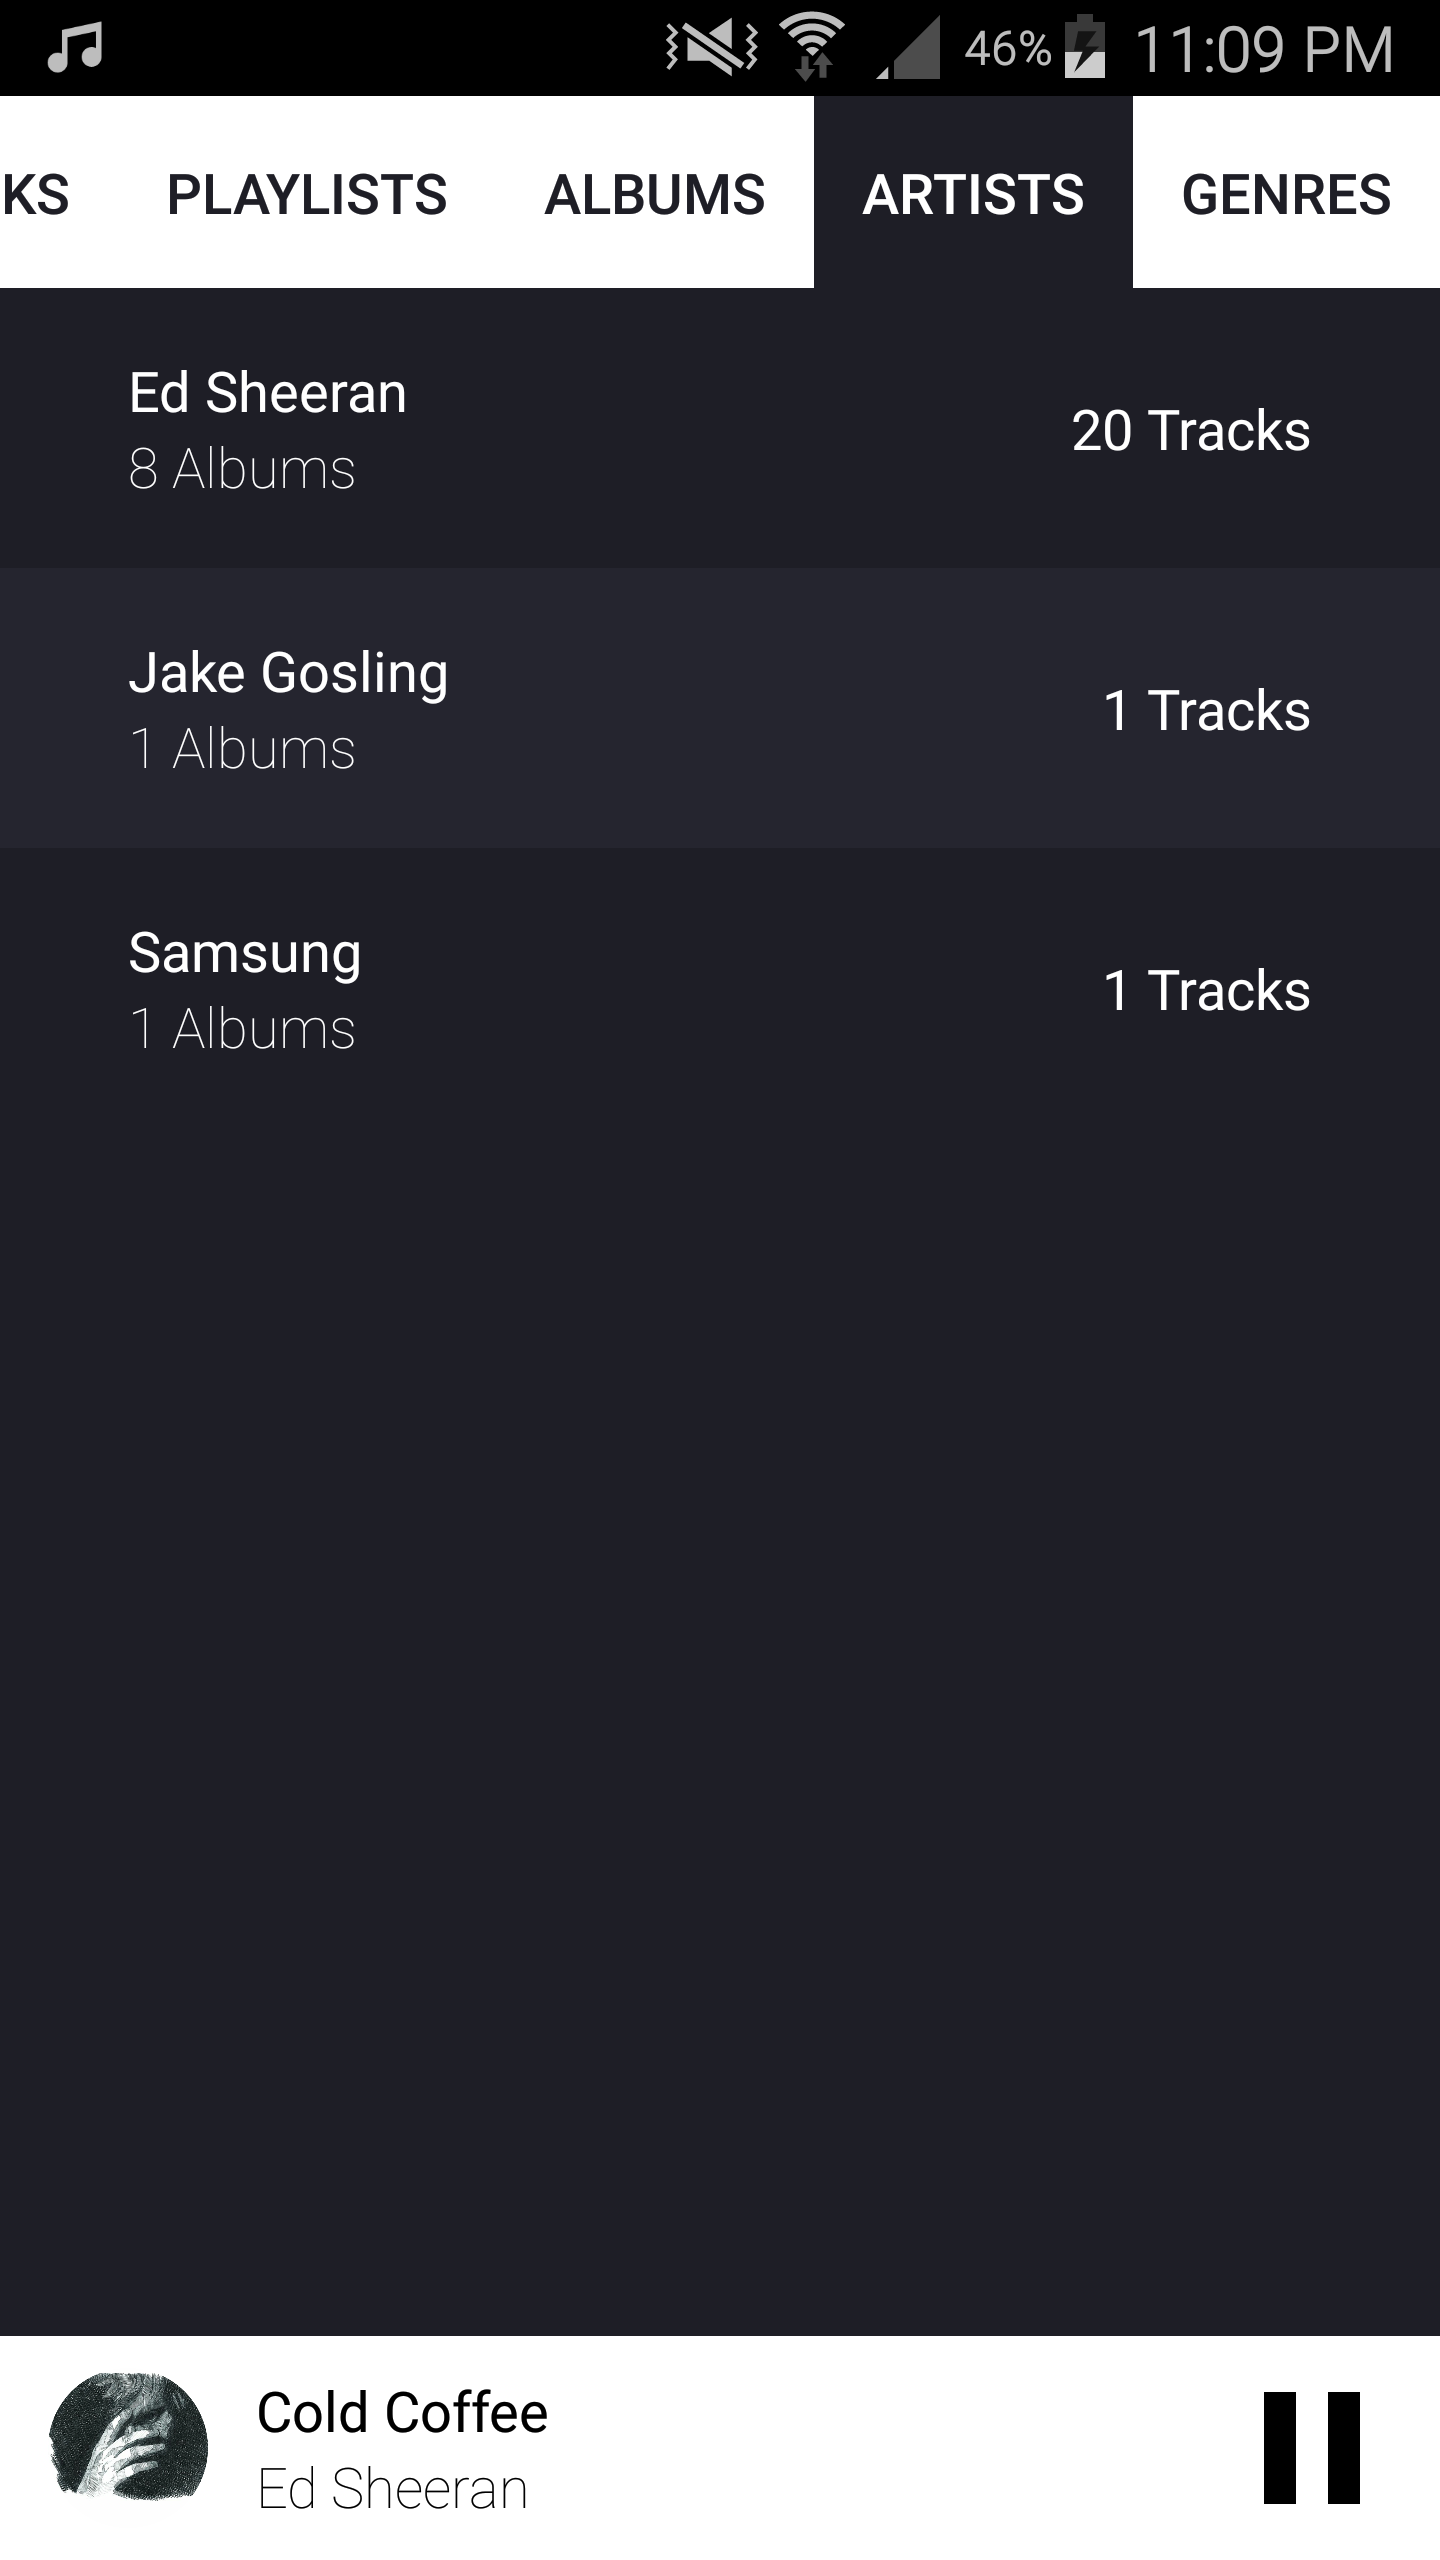 46% 11:09 PM
KS PLAYLISTS ALBUMS ARTISTS GENRES
Ed Sheeran
8 Albums
20 Tracks
Jake Gosling
1 Albums
1 Tracks
Samsung
1 Albums
1 Tracks
Cold Coffee
Ed Sheeran